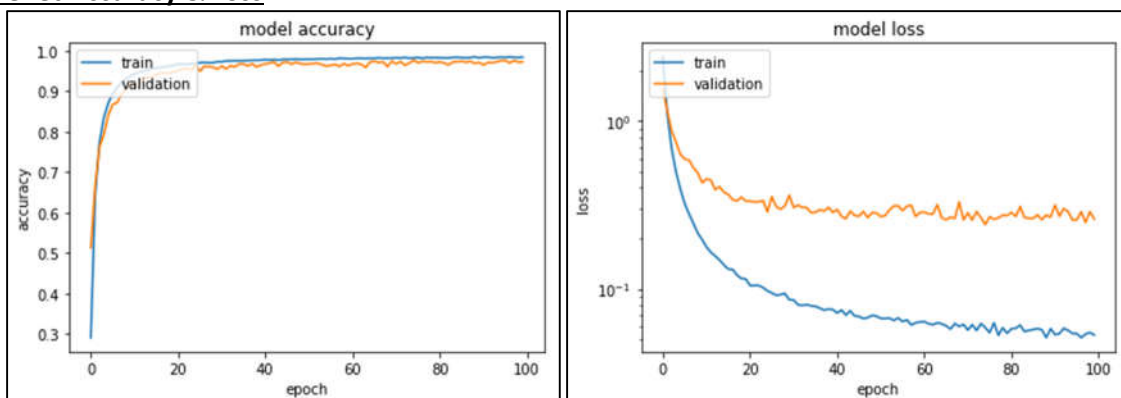 model accuracy
train
validation
1.0
0.9
0.8
0.7
0.6
0.5
0.4
0.3
accuracy
0
20
40
60
80
100
epoch
model loss
train
validation
10⁰
10⁻¹
loss
0
20
40
60
80
100
epoch